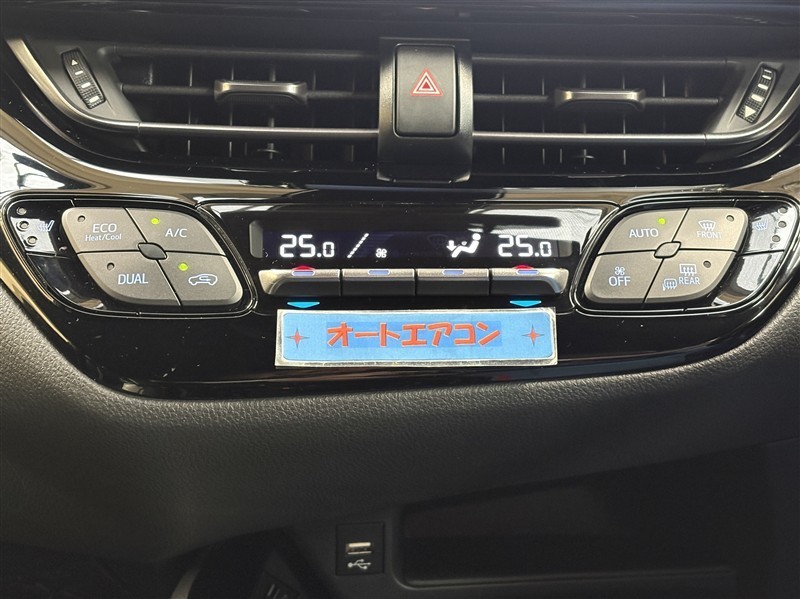 ECO
Heat/Cool
A/C
DUAL
25.0
25.0
AUTO
FRONT
OFF
REAR
オートエアコン